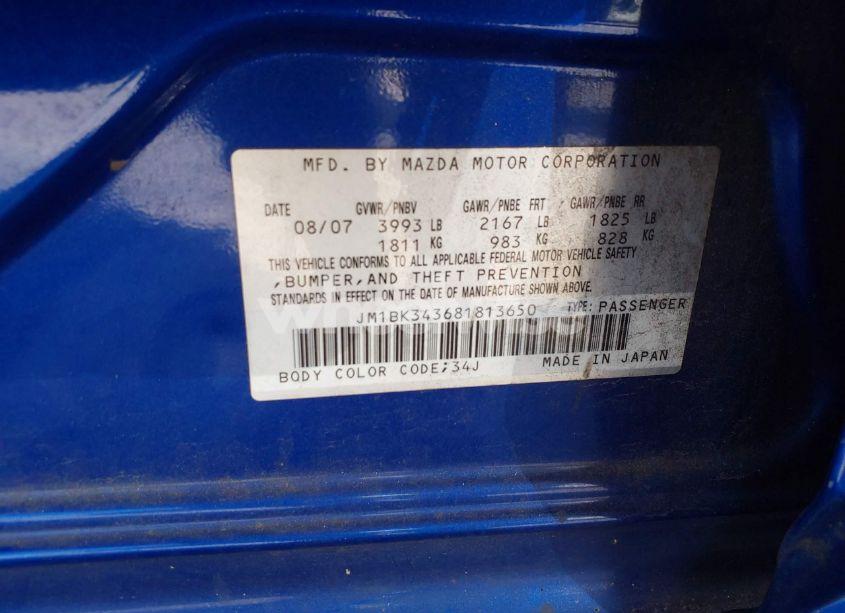 MFD. BY MAZDA MOTOR CORPORATION
DATE GVWR/PNBV GAWR/PNBE FRT GAWR/PNBE RR
08/07 3993 LB 2167 LB 1825 LB
1811 KG 983 KG 828 KG
THIS VEHICLE CONFORMS TO ALL APPLICABLE FEDERAL MOTOR VEHICLE SAFETY
,BUMPER,AND THEFT PREVENTION
STANDARDS IN EFFECT ON THE DATE OF MANUFACTURE SHOWN ABOVE.
JM1BK343681813650 TYPE: PASSENGER
BODY COLOR CODE;34J MADE IN JAPAN